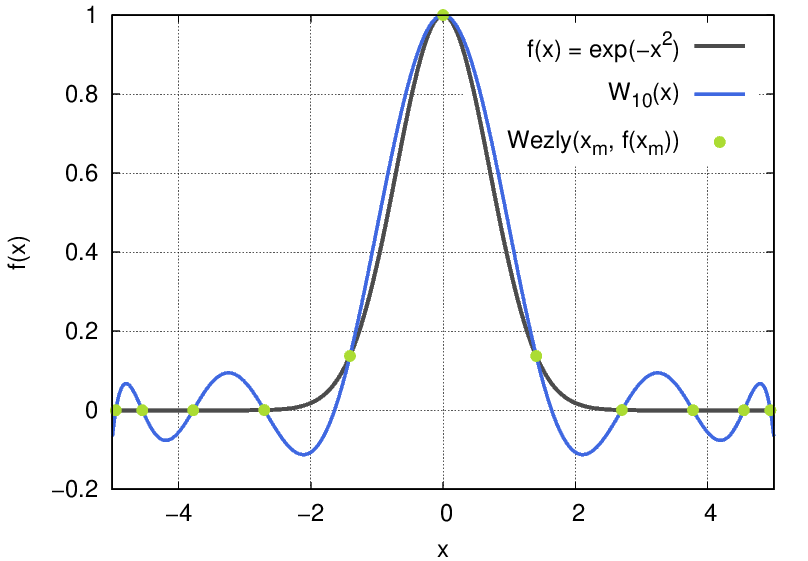 f(x) = exp(−x²)
W₁₀(x)
Wezly(xₘ, f(xₘ))
1
0.8
0.6
0.4
0.2
0
−0.2
f(x)
−4
−2
0
2
4
x